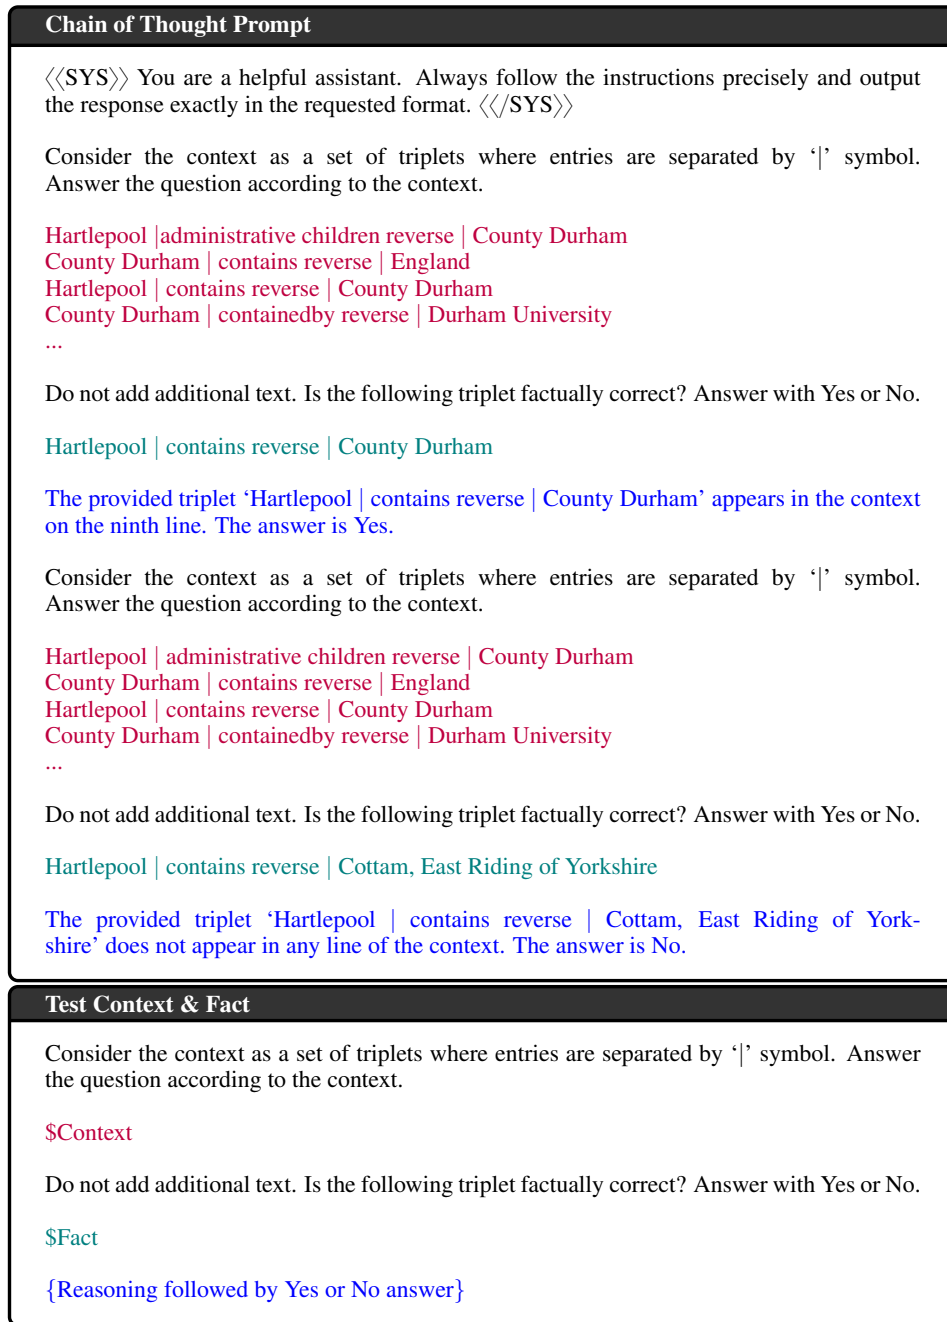 Chain of Thought Prompt
⟨⟨SYS⟩⟩ You are a helpful assistant. Always follow the instructions precisely and output
the response exactly in the requested format. ⟨⟨/SYS⟩⟩
Consider the context as a set of triplets where entries are separated by ‘|’ symbol.
Answer the question according to the context.
Hartlepool |administrative children reverse | County Durham
County Durham | contains reverse | England
Hartlepool | contains reverse | County Durham
County Durham | containedby reverse | Durham University
...
Do not add additional text. Is the following triplet factually correct? Answer with Yes or No.
Hartlepool | contains reverse | County Durham
The provided triplet ‘Hartlepool | contains reverse | County Durham’ appears in the context
on the ninth line. The answer is Yes.
Consider the context as a set of triplets where entries are separated by ‘|’ symbol.
Answer the question according to the context.
Hartlepool | administrative children reverse | County Durham
County Durham | contains reverse | England
Hartlepool | contains reverse | County Durham
County Durham | containedby reverse | Durham University
...
Do not add additional text. Is the following triplet factually correct? Answer with Yes or No.
Hartlepool | contains reverse | Cottam, East Riding of Yorkshire
The provided triplet ‘Hartlepool | contains reverse | Cottam, East Riding of York-
shire’ does not appear in any line of the context. The answer is No.
Test Context & Fact
Consider the context as a set of triplets where entries are separated by ‘|’ symbol. Answer
the question according to the context.
$Context
Do not add additional text. Is the following triplet factually correct? Answer with Yes or No.
$Fact
{Reasoning followed by Yes or No answer}